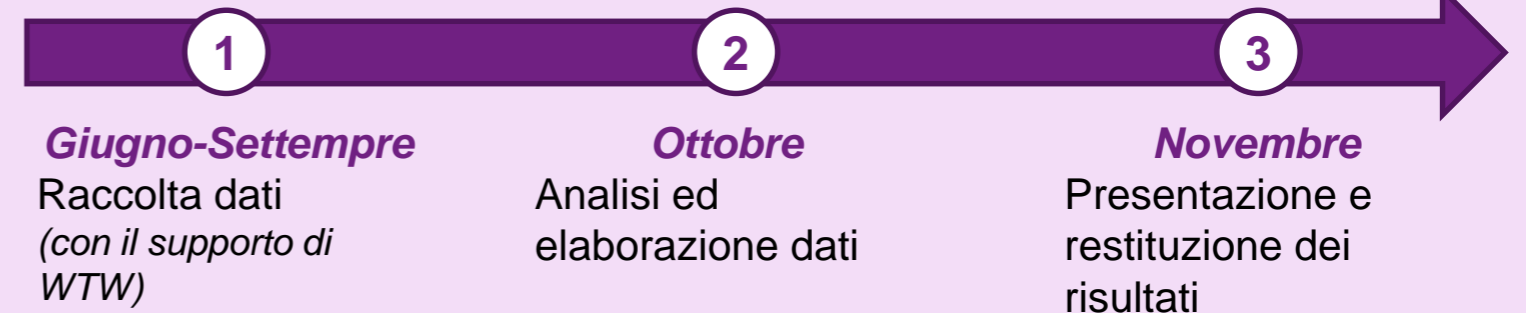 1
2
3
Giugno-Settempre
Raccolta dati
(con il supporto di
WTW)
Ottobre
Analisi ed
elaborazione dati
Novembre
Presentazione e
restituzione dei
risultati